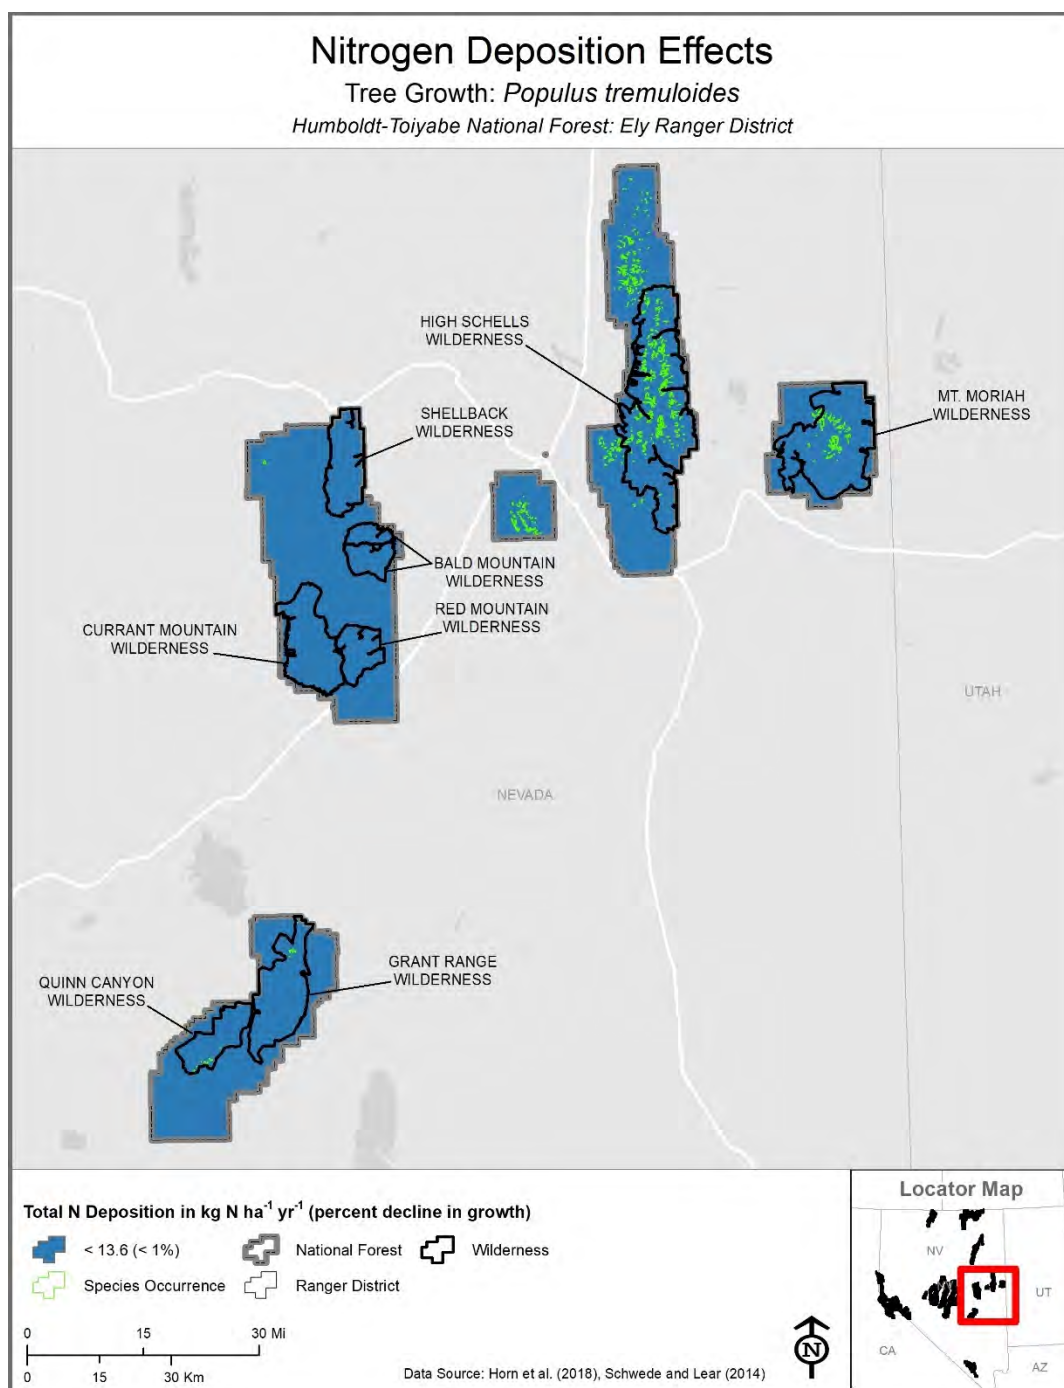 Nitrogen Deposition Effects
Tree Growth: Populus tremuloides
Humboldt-Toiyabe National Forest: Ely Ranger District
HIGH SCHELLS
WILDERNESS
SHELLBACK
WILDERNESS
MT. MORIAH
WILDERNESS
BALD MOUNTAIN
WILDERNESS
RED MOUNTAIN
WILDERNESS
CURRANT MOUNTAIN
WILDERNESS
UTAH
NEVADA
GRANT RANGE
WILDERNESS
QUINN CANYON
WILDERNESS
Total N Deposition in kg N ha⁻¹ yr⁻¹ (percent decline in growth)
< 13.6 (< 1%)
National Forest
Wilderness
Species Occurrence
Ranger District
0 15 30 Mi
0 15 30 Km
Data Source: Horn et al. (2018), Schwede and Lear (2014)
N
Locator Map
NV
UT
CA
AZ